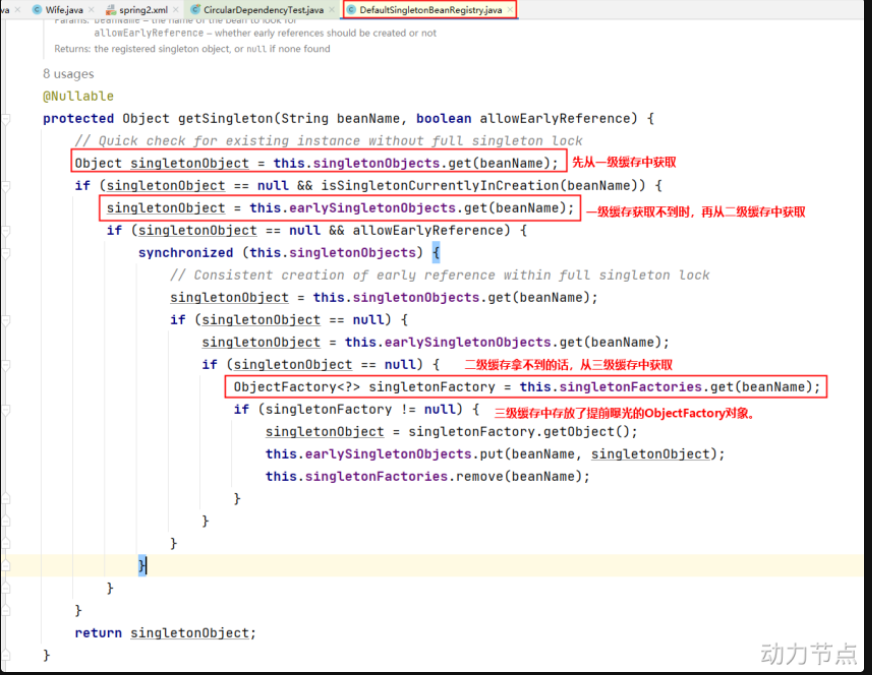 va Wife.java spring2.xml CircularDependencyTest.java DefaultSingletonBeanRegistry.java
Params: beanName – the name of the bean to look for
allowEarlyReference – whether early references should be created or not
Returns: the registered singleton object, or null if none found
8 usages
@Nullable
protected Object getSingleton(String beanName, boolean allowEarlyReference) {
// Quick check for existing instance without full singleton lock
Object singletonObject = this.singletonObjects.get(beanName); 先从一级缓存中获取
if (singletonObject == null && isSingletonCurrentlyInCreation(beanName)) {
singletonObject = this.earlySingletonObjects.get(beanName); 一级缓存获取不到时，再从二级缓存中获取
if (singletonObject == null && allowEarlyReference) {
synchronized (this.singletonObjects) {
// Consistent creation of early reference within full singleton lock
singletonObject = this.singletonObjects.get(beanName);
if (singletonObject == null) {
singletonObject = this.earlySingletonObjects.get(beanName);
if (singletonObject == null) { 二级缓存拿不到的话，从三级缓存中获取
ObjectFactory<?> singletonFactory = this.singletonFactories.get(beanName);
if (singletonFactory != null) { 三级缓存中存放了提前曝光的ObjectFactory对象。
singletonObject = singletonFactory.getObject();
this.earlySingletonObjects.put(beanName, singletonObject);
this.singletonFactories.remove(beanName);
}
}
}
}
}
}
return singletonObject;
}
动力节点